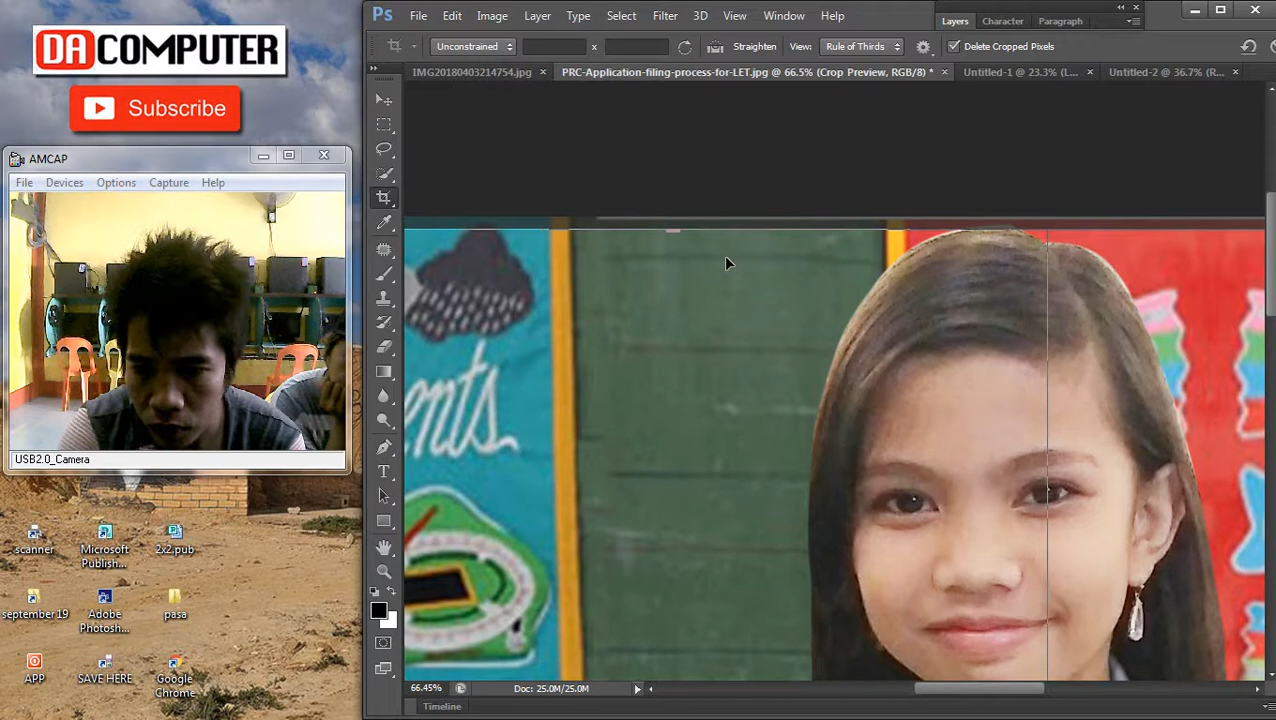 DA COMPUTER
Subscribe
AMCAP
File Devices Options Capture Help
USB2.0_Camera
scanner
Microsoft Publish...
2x2.pub
september 19
Adobe Photosh...
pasa
APP
SAVE HERE
Google Chrome
Ps File Edit Image Layer Type Select Filter 3D View Window Help
Layers Character Paragraph
Unconstrained x Straighten View: Rule of Thirds Delete Cropped Pixels
IMG20180403214754.jpg PRC-Application-filing-process-for-LET.jpg @ 66.5% (Crop Preview, RGB/8) * Untitled-1 @ 23.3% (L... Untitled-2 @ 36.7% (R...
ents
66.45% Doc: 25.0M/25.0M
Timeline